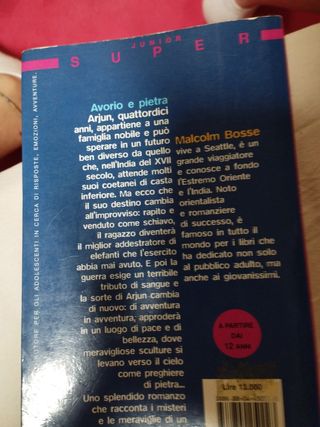 JUNIOR
SUPER
Avorio e pietra
Arjun, quattordici
anni, appartiene a una
famiglia nobile e può
sperare in un futuro
ben diverso da quello
che, nell'India del XVII
secolo, attende molti
suoi coetanei di casta
inferiore. Ma ecco che
il suo destino cambia
all'improvviso: rapito e
venduto come schiavo,
il ragazzo diventerà
il miglior addestratore di
elefanti che l'esercito
abbia mai avuto. E poi la
guerra esige un terribile
tributo di sangue e
la sorte di Arjun cambia
di nuovo: di avventura
in avventura, approderà
in un luogo di pace e di
bellezza, dove
meravigliose sculture si
levano verso il cielo
come preghiere
di pietra...
Uno splendido romanzo
che racconta i misteri
e le meraviglie di un
Malcolm Bosse
vive a Seattle, è un
grande viaggiatore
e conosce a fondo
l'Estremo Oriente
e l'India. Noto
orientalista
e romanziere
di successo, è
famoso in tutto il
mondo per i libri che
ha dedicato non solo
al pubblico adulto, ma
anche ai giovanissimi.
A PARTIRE
DAI
12 ANNI
Lire 13.000
PER GLI ADOLESCENTI IN CERCA DI RISPOSTE, EMOZIONI, AVVENTURE.